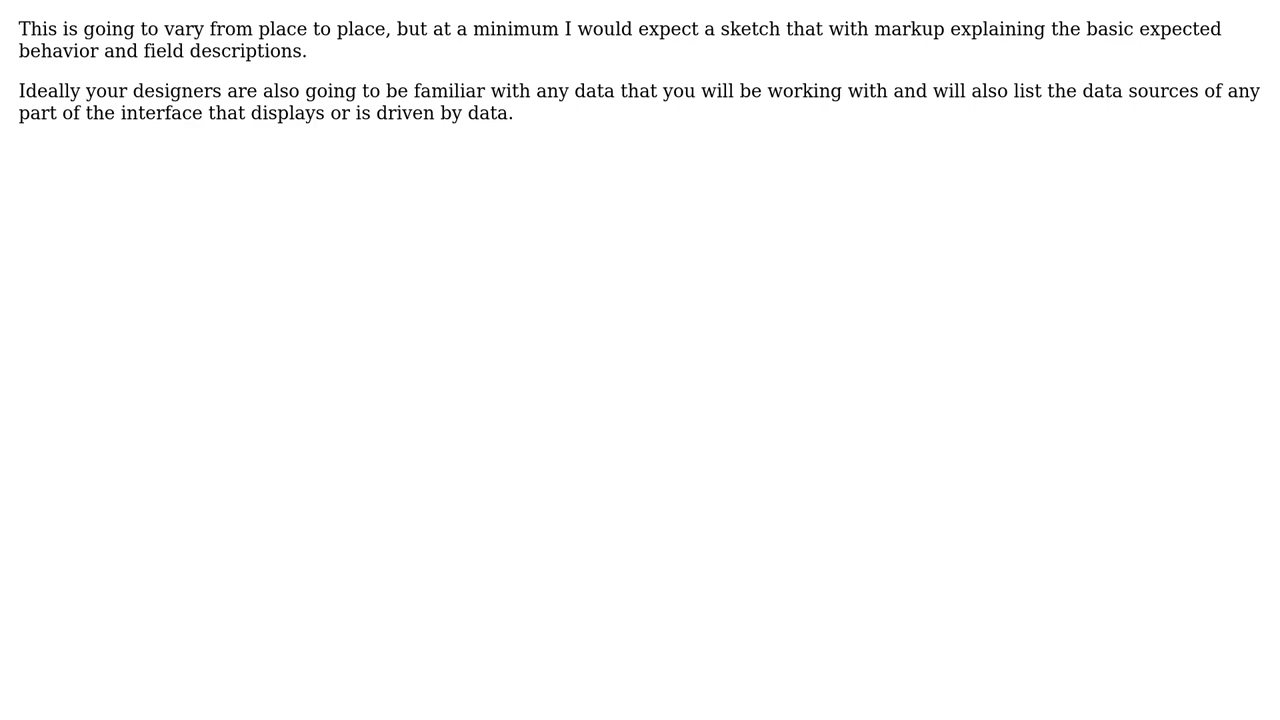 This is going to vary from place to place, but at a minimum I would expect a sketch that with markup explaining the basic expected
behavior and field descriptions.
Ideally your designers are also going to be familiar with any data that you will be working with and will also list the data sources of any
part of the interface that displays or is driven by data.